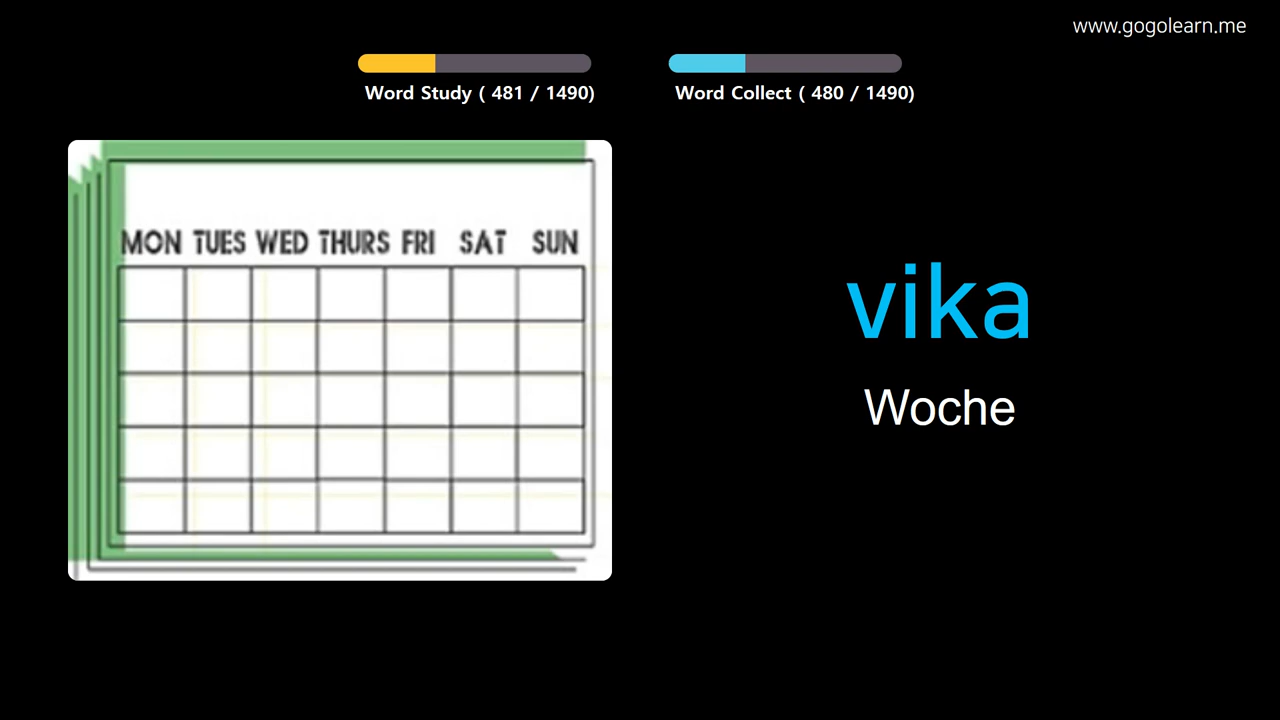 www.gogolearn.me
Word Study ( 481 / 1490)
Word Collect ( 480 / 1490)
MON TUES WED THURS FRI SAT SUN
vika
Woche